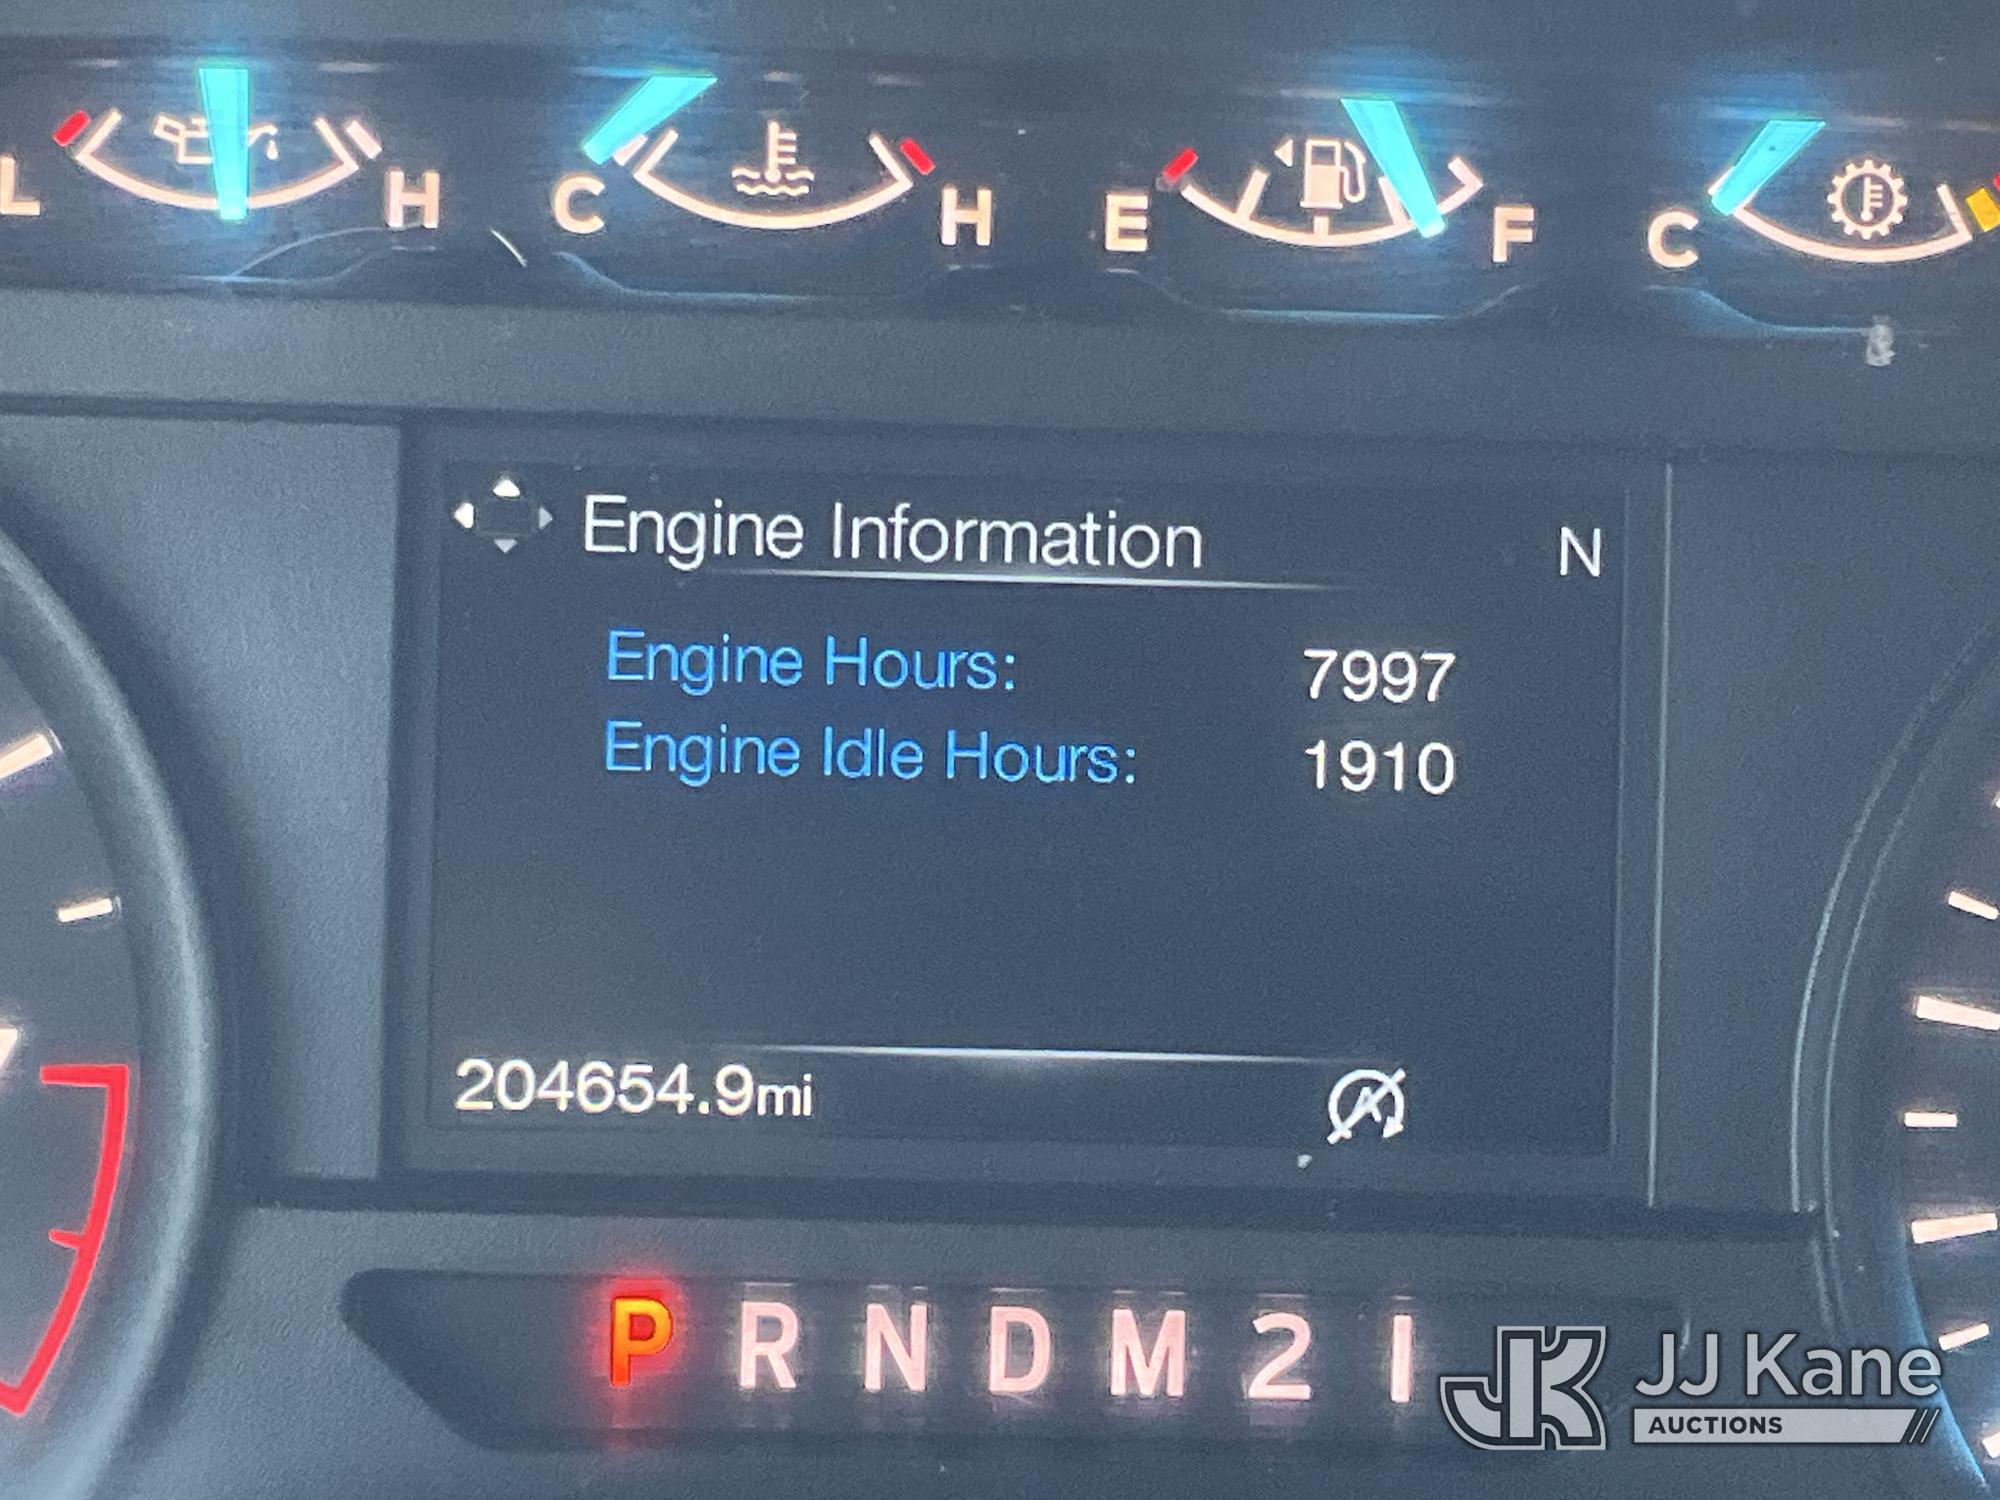 L H C H E F C
Engine Information N
Engine Hours: 7997
Engine Idle Hours: 1910
204654.9mi
P R N D M 2 1
JJ Kane
AUCTIONS